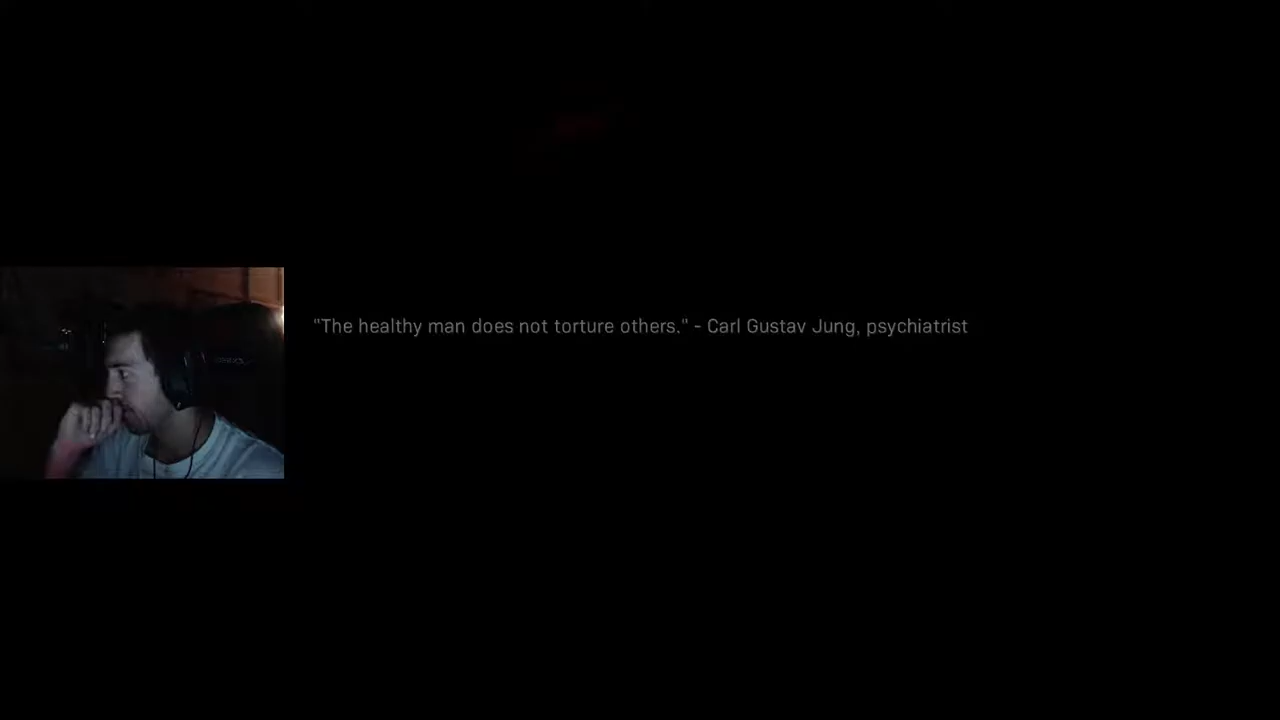 "The healthy man does not torture others." - Carl Gustav Jung, psychiatrist